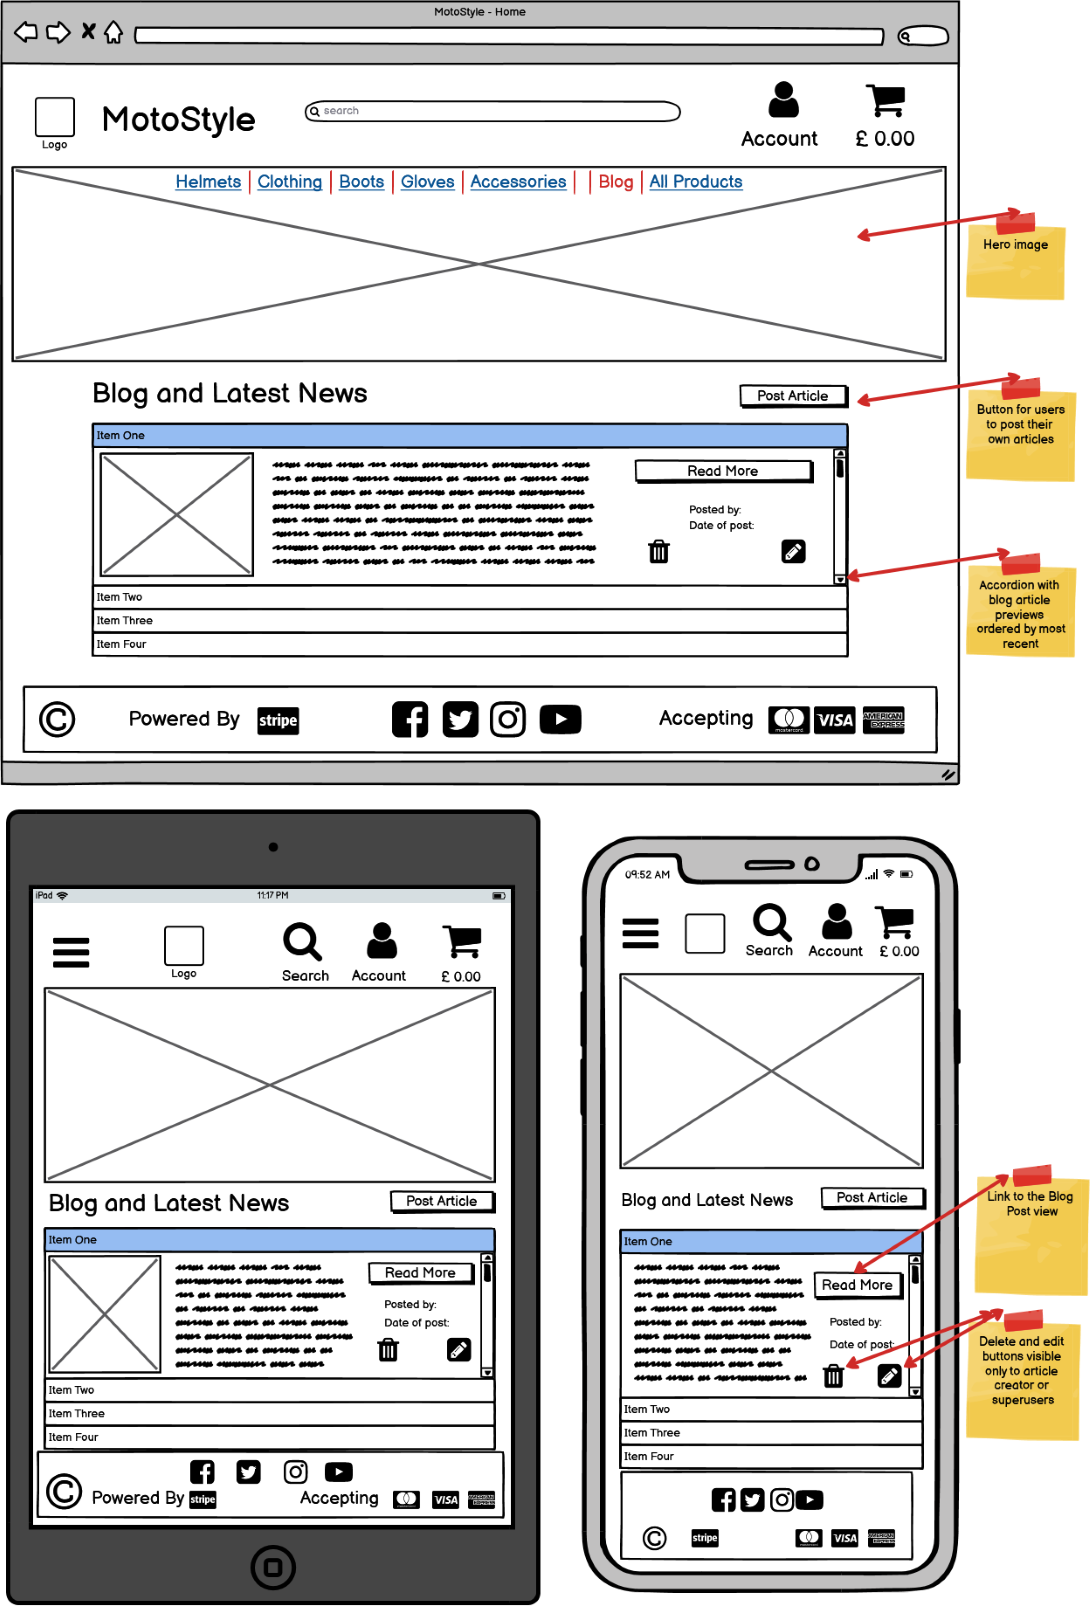 MotoStyle - Home
Logo
MotoStyle
search
Account
£ 0.00
Helmets | Clothing | Boots | Gloves | Accessories | | Blog | All Products
Hero image
Blog and Latest News
Post Article
Button for users
to post their
own articles
Item One
Read More
Posted by:
Date of post:
Accordion with
blog article
previews
ordered by most
recent
Item Two
Item Three
Item Four
©
Powered By
stripe
Accepting
mastercard
VISA
AMERICAN
EXPRESS
iPad
11:17 PM
Logo
Search
Account
£ 0.00
Blog and Latest News
Post Article
Item One
Read More
Posted by:
Date of post:
Item Two
Item Three
Item Four
©
Powered By stripe
Accepting
VISA
AMERICAN
EXPRESS
09:52 AM
Search
Account
£ 0.00
Blog and Latest News
Post Article
Link to the Blog
Post view
Item One
Read More
Posted by:
Date of post:
Delete and edit
buttons visible
only to article
creator or
superusers
Item Two
Item Three
Item Four
©
stripe
VISA
AMERICAN
EXPRESS